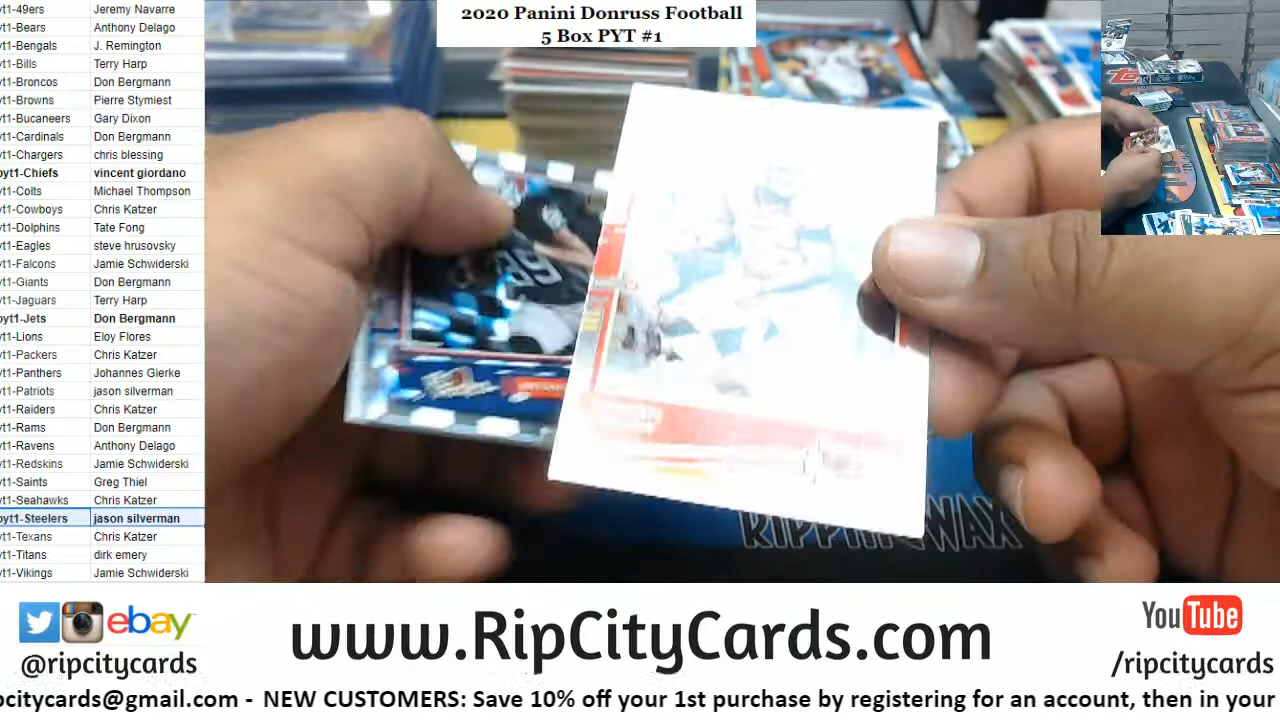 2020 Panini Donruss Football
5 Box PYT #1
yt1-49ers Jeremy Navarre
yt1-Bears Anthony Delago
yt1-Bengals J. Remington
yt1-Bills Terry Harp
yt1-Broncos Don Bergmann
yt1-Browns Pierre Stymiest
yt1-Bucaneers Gary Dixon
yt1-Cardinals Don Bergmann
yt1-Chargers chris blessing
pyt1-Chiefs vincent giordano
yt1-Colts Michael Thompson
yt1-Cowboys Chris Katzer
yt1-Dolphins Tate Fong
yt1-Eagles steve hrusovsky
yt1-Falcons Jamie Schwiderski
yt1-Giants Don Bergmann
yt1-Jaguars Terry Harp
pyt1-Jets Don Bergmann
yt1-Lions Eloy Flores
yt1-Packers Chris Katzer
yt1-Panthers Johannes Gierke
yt1-Patriots jason silverman
yt1-Raiders Chris Katzer
yt1-Rams Don Bergmann
yt1-Ravens Anthony Delago
yt1-Redskins Jamie Schwiderski
yt1-Saints Greg Thiel
yt1-Seahawks Chris Katzer
pyt1-Steelers jason silverman
yt1-Texans Chris Katzer
yt1-Titans dirk emery
yt1-Vikings Jamie Schwiderski
99
RIPPIN WAX
ebay
@ripcitycards
www.RipCityCards.com
YouTube
/ripcitycards
pcitycards@gmail.com - NEW CUSTOMERS: Save 10% off your 1st purchase by registering for an account, then in your